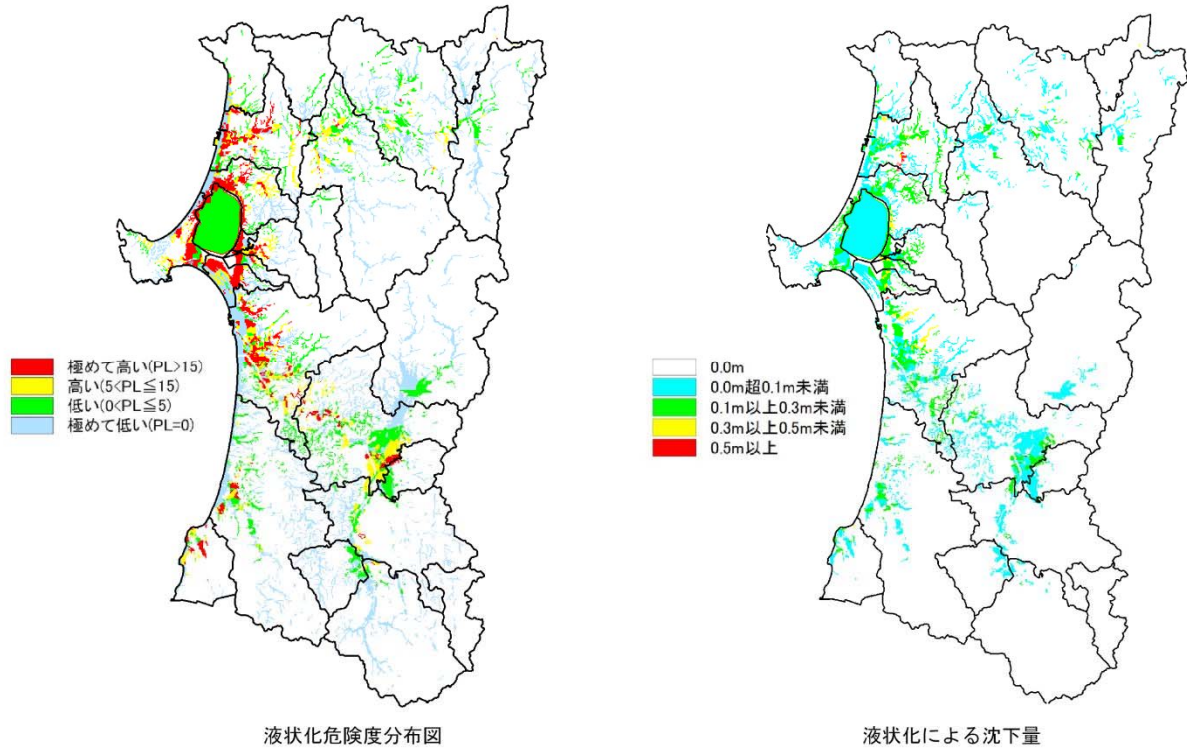 極めて高い(PL>15)
高い(5<PL≦15)
低い(0<PL≦5)
極めて低い(PL=0)
液状化危険度分布図
0.0m
0.0m超0.1m未満
0.1m以上0.3m未満
0.3m以上0.5m未満
0.5m以上
液状化による沈下量